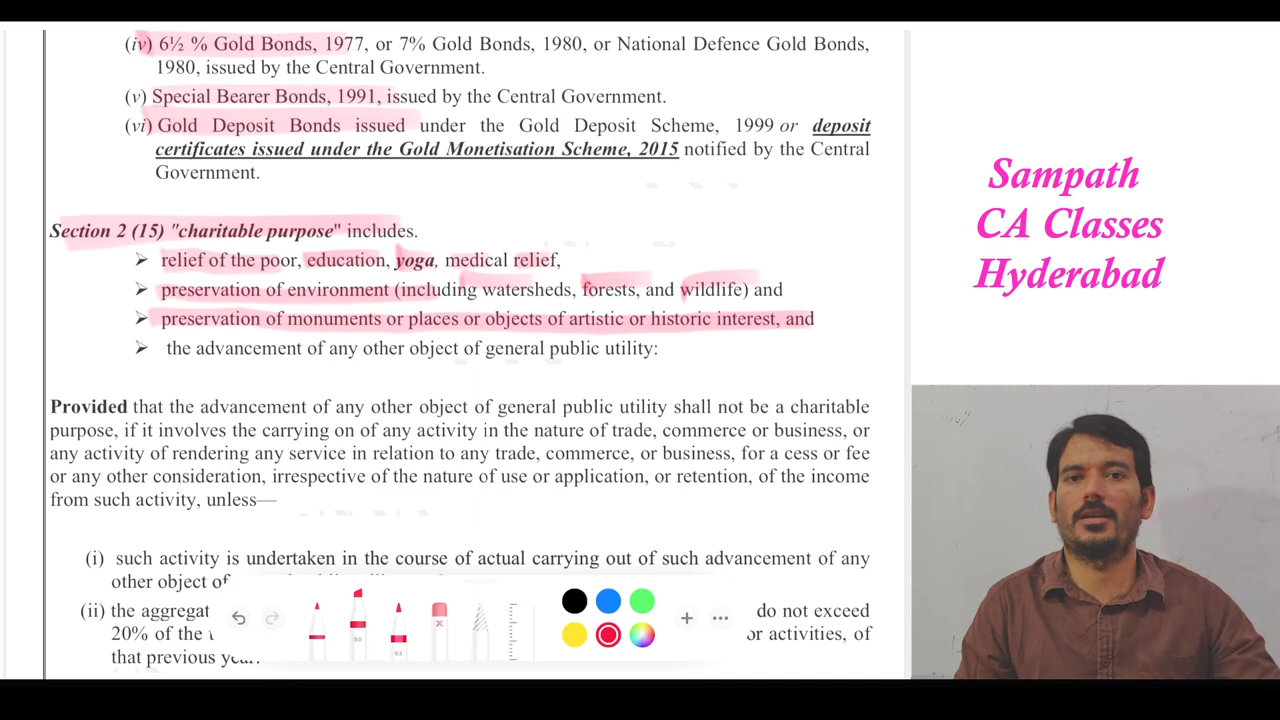 (iv) 6½ % Gold Bonds, 1977, or 7% Gold Bonds, 1980, or National Defence Gold Bonds,
1980, issued by the Central Government.
(v) Special Bearer Bonds, 1991, issued by the Central Government.
(vi) Gold Deposit Bonds issued under the Gold Deposit Scheme, 1999 or deposit
certificates issued under the Gold Monetisation Scheme, 2015 notified by the Central
Government.
Section 2 (15) "charitable purpose" includes.
➢ relief of the poor, education, yoga, medical relief,
➢ preservation of environment (including watersheds, forests, and wildlife) and
➢ preservation of monuments or places or objects of artistic or historic interest, and
➢ the advancement of any other object of general public utility:
Provided that the advancement of any other object of general public utility shall not be a charitable
purpose, if it involves the carrying on of any activity in the nature of trade, commerce or business, or
any activity of rendering any service in relation to any trade, commerce, or business, for a cess or fee
or any other consideration, irrespective of the nature of use or application, or retention, of the income
from such activity, unless—
(i) such activity is undertaken in the course of actual carrying out of such advancement of any
other object of
(ii) the aggregat do not exceed
20% of the or activities, of
that previous year.
Sampath
CA Classes
Hyderabad